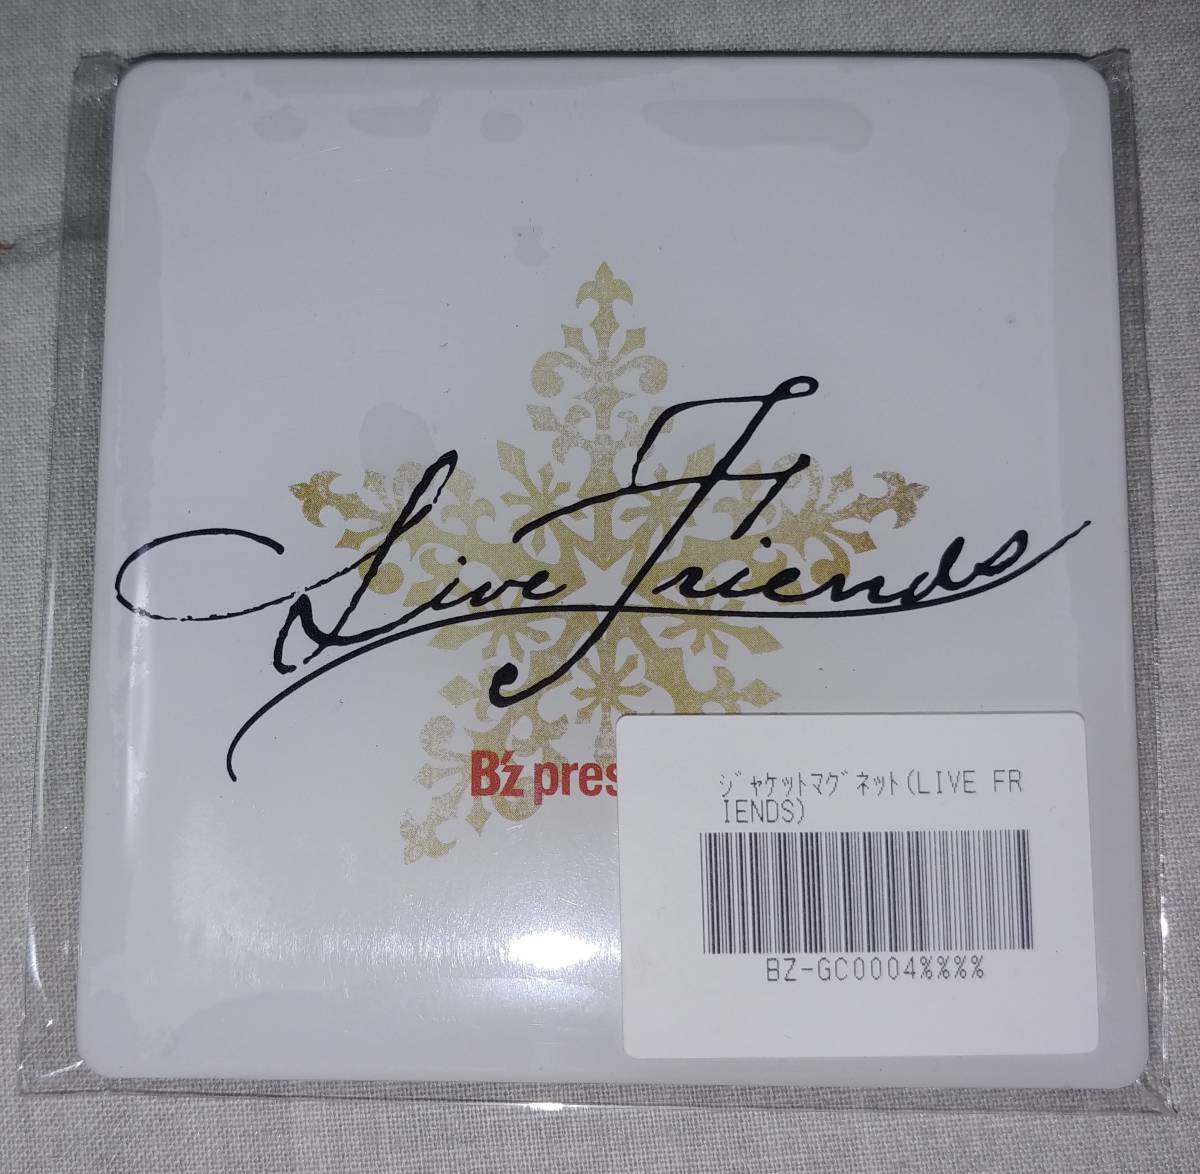 Live Friends
B'z pres
ｼﾞｬｹｯﾄﾏｸﾞﾈｯﾄ(LIVE FR
IENDS)
BZ-GC0004%%%%